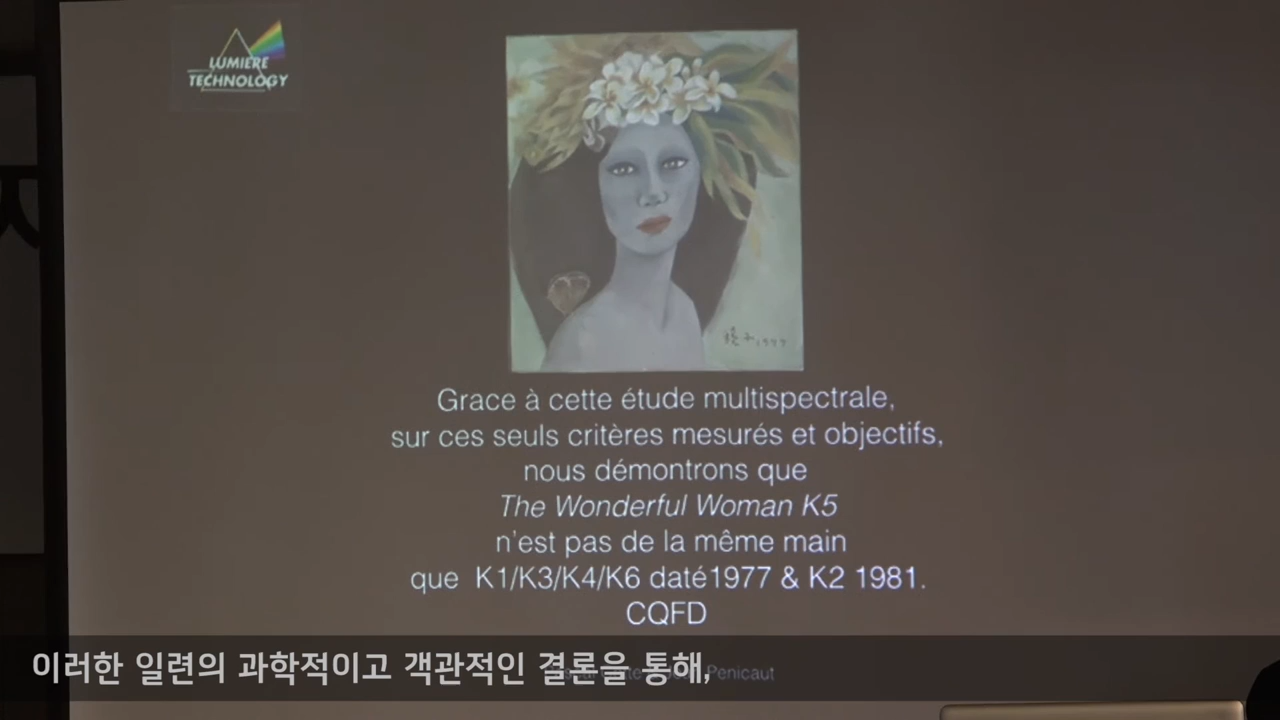 LUMIERE
TECHNOLOGY
1977
Grace à cette étude multispectrale,
sur ces seuls critères mesurés et objectifs,
nous démontrons que
The Wonderful Woman K5
n'est pas de la même main
que K1/K3/K4/K6 daté1977 & K2 1981.
CQFD
이러한 일련의 과학적이고 객관적인 결론을 통해,
Penicaut